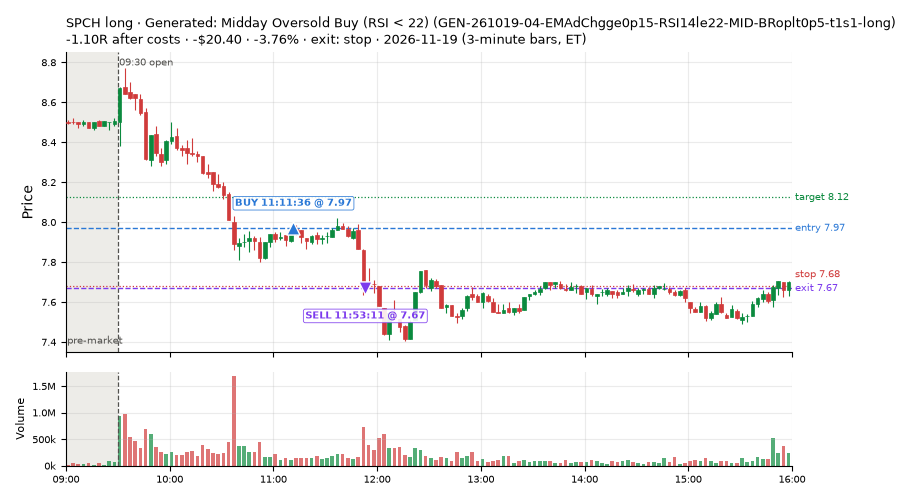 SPCH long · Generated: Midday Oversold Buy (RSI < 22) (GEN-261019-04-EMAdChgge0p15-RSI14le22-MID-BRoplt0p5-t1s1-long)
-1.10R after costs · -$20.40 · -3.76% · exit: stop · 2026-11-19 (3-minute bars, ET)
8.8
09:30 open
8.6
8.4
8.2
target 8.12
BUY 11:11:36 @ 7.97
8.0
entry 7.97
Price
7.8
stop 7.68
exit 7.67
7.6
SELL 11:53:11 @ 7.67
7.4
pre-market
1.5M
1.0M
500k
0k
Volume
09:00
10:00
11:00
12:00
13:00
14:00
15:00
16:00